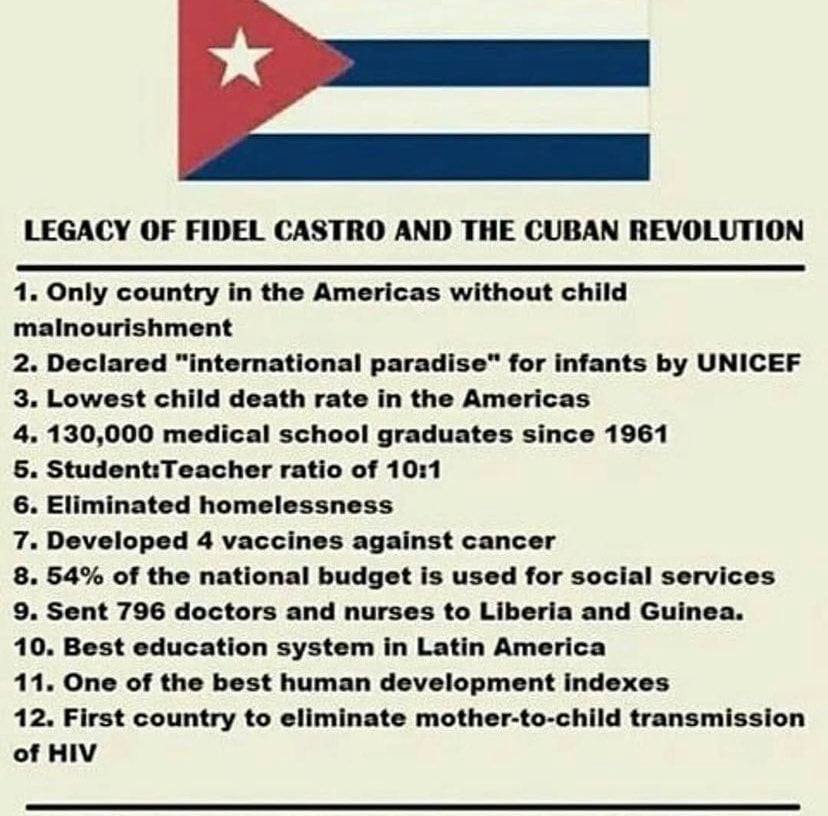 LEGACY OF FIDEL CASTRO AND THE CUBAN REVOLUTION
1. Only country in the Americas without child
malnourishment
2. Declared "international paradise" for infants by UNICEF
3. Lowest child death rate in the Americas
4. 130,000 medical school graduates since 1961
5. Student:Teacher ratio of 10:1
6. Eliminated homelessness
7. Developed 4 vaccines against cancer
8. 54% of the national budget is used for social services
9. Sent 796 doctors and nurses to Liberia and Guinea.
10. Best education system in Latin America
11. One of the best human development indexes
12. First country to eliminate mother-to-child transmission
of HIV